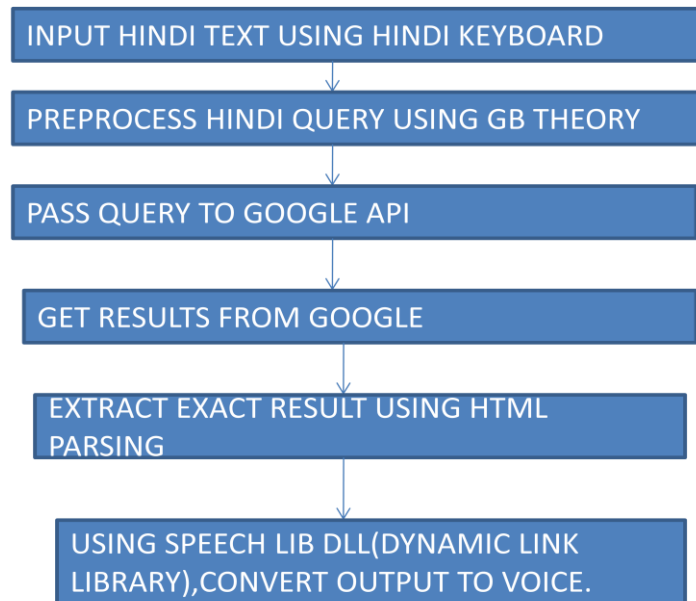 INPUT HINDI TEXT USING HINDI KEYBOARD
PREPROCESS HINDI QUERY USING GB THEORY
PASS QUERY TO GOOGLE API
GET RESULTS FROM GOOGLE
EXTRACT EXACT RESULT USING HTML
PARSING
USING SPEECH LIB DLL(DYNAMIC LINK
LIBRARY),CONVERT OUTPUT TO VOICE.